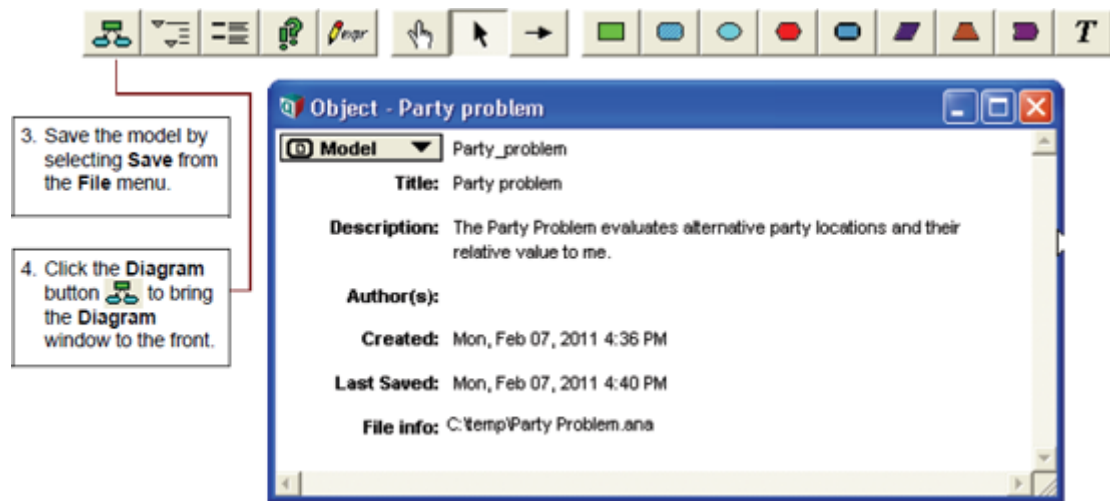 expr
T
3. Save the model by
selecting Save from
the File menu.
4. Click the Diagram
button to bring
the Diagram
window to the front.
Object - Party problem
Model Party_problem
Title: Party problem
Description: The Party Problem evaluates alternative party locations and their
relative value to me.
Author(s):
Created: Mon, Feb 07, 2011 4:36 PM
Last Saved: Mon, Feb 07, 2011 4:40 PM
File info: C:\temp\Party Problem.ana